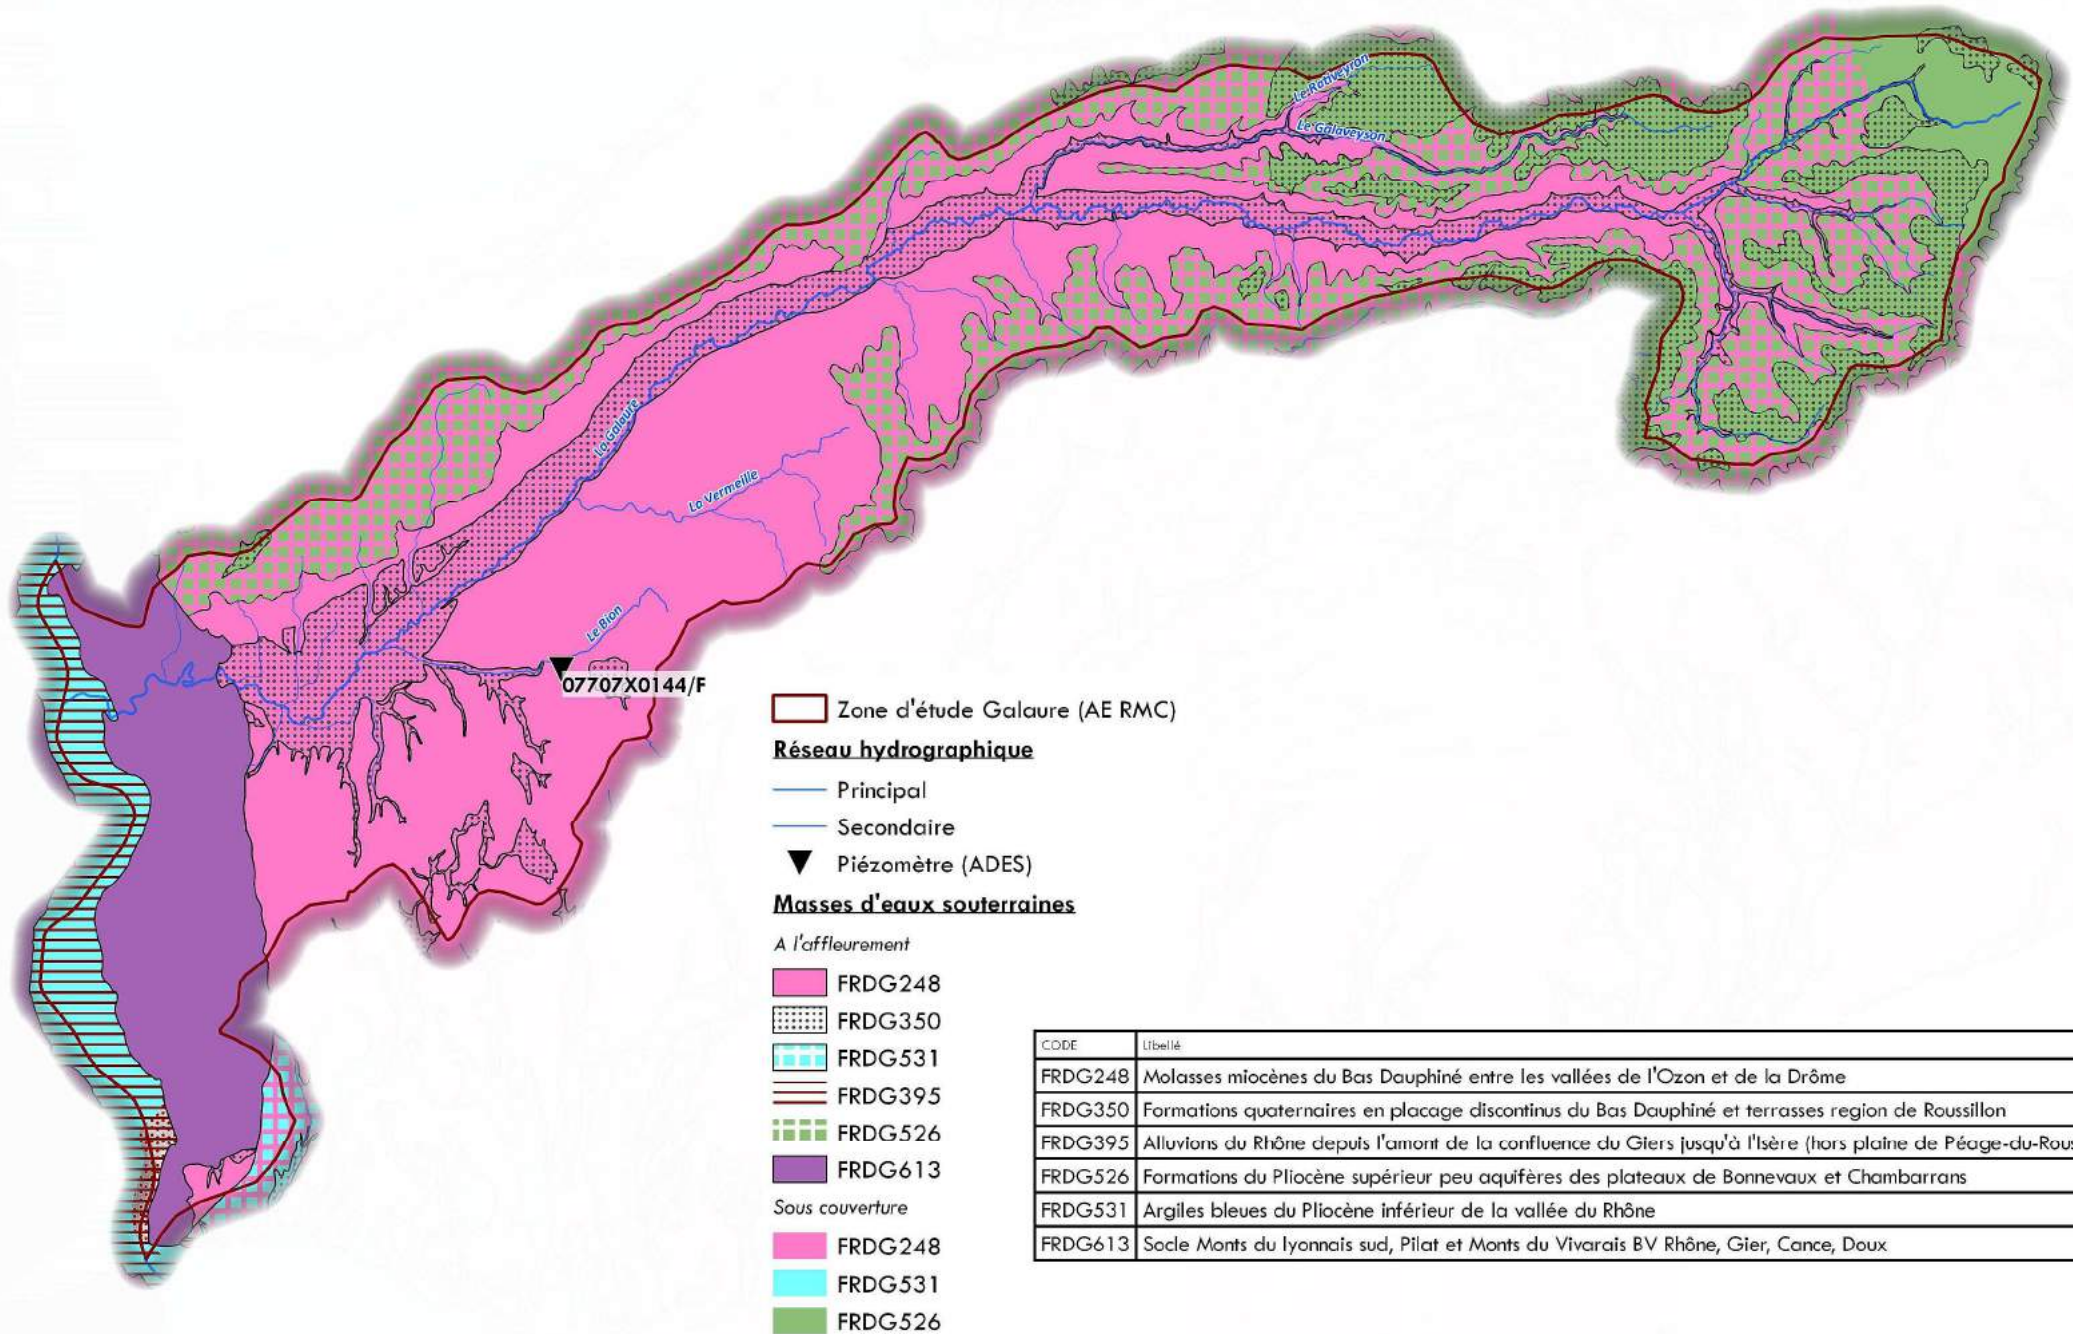 Le Rativeyron
Le Galaveyson
La Galaure
La Vermeille
Le Bion
07707X0144/F
Zone d'étude Galaure (AE RMC)
Réseau hydrographique
Principal
Secondaire
Piézomètre (ADES)
Masses d'eaux souterraines
A l'affleurement
FRDG248
FRDG350
FRDG531
FRDG395
FRDG526
FRDG613
Sous couverture
FRDG248
FRDG531
FRDG526
CODE Libellé
FRDG248 Molasses miocènes du Bas Dauphiné entre les vallées de l'Ozon et de la Drôme
FRDG350 Formations quaternaires en placage discontinus du Bas Dauphiné et terrasses region de Roussillon
FRDG395 Alluvions du Rhône depuis l'amont de la confluence du Giers jusqu'à l'Isère (hors plaine de Péage-du-Rous
FRDG526 Formations du Pliocène supérieur peu aquifères des plateaux de Bonnevaux et Chambarrans
FRDG531 Argiles bleues du Pliocène inférieur de la vallée du Rhône
FRDG613 Socle Monts du lyonnais sud, Pilat et Monts du Vivarais BV Rhône, Gier, Cance, Doux